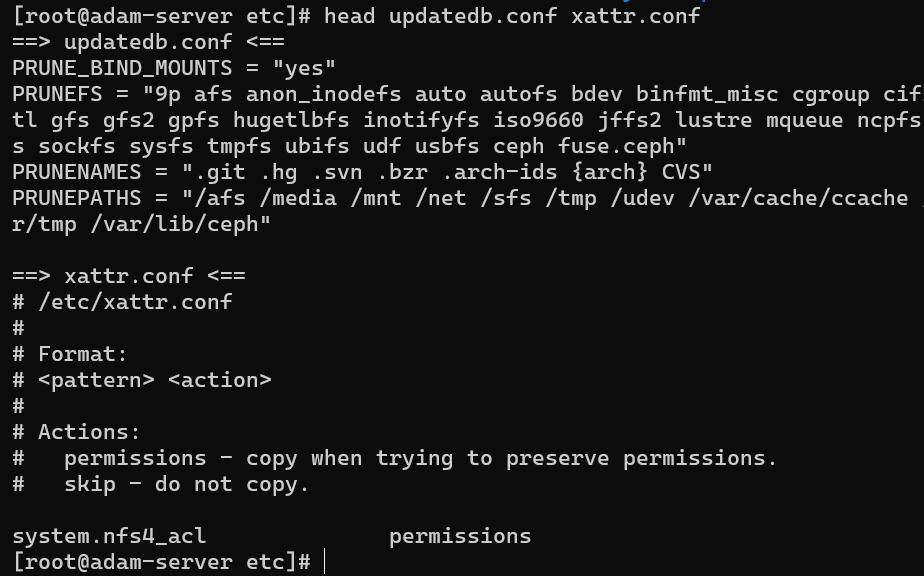 [root@adam-server etc]# head updatedb.conf xattr.conf
==> updatedb.conf <==
PRUNE_BIND_MOUNTS = "yes"
PRUNEFS = "9p afs anon_inodefs auto autofs bdev binfmt_misc cgroup cif
tl gfs gfs2 gpfs hugetlbfs inotifyfs iso9660 jffs2 lustre mqueue ncpfs
s sockfs sysfs tmpfs ubifs udf usbfs ceph fuse.ceph"
PRUNENAMES = ".git .hg .svn .bzr .arch-ids {arch} CVS"
PRUNEPATHS = "/afs /media /mnt /net /sfs /tmp /udev /var/cache/ccache /
r/tmp /var/lib/ceph"

==> xattr.conf <==
# /etc/xattr.conf
#
# Format:
# <pattern> <action>
#
# Actions:
#   permissions - copy when trying to preserve permissions.
#   skip - do not copy.

system.nfs4_acl              permissions
[root@adam-server etc]#